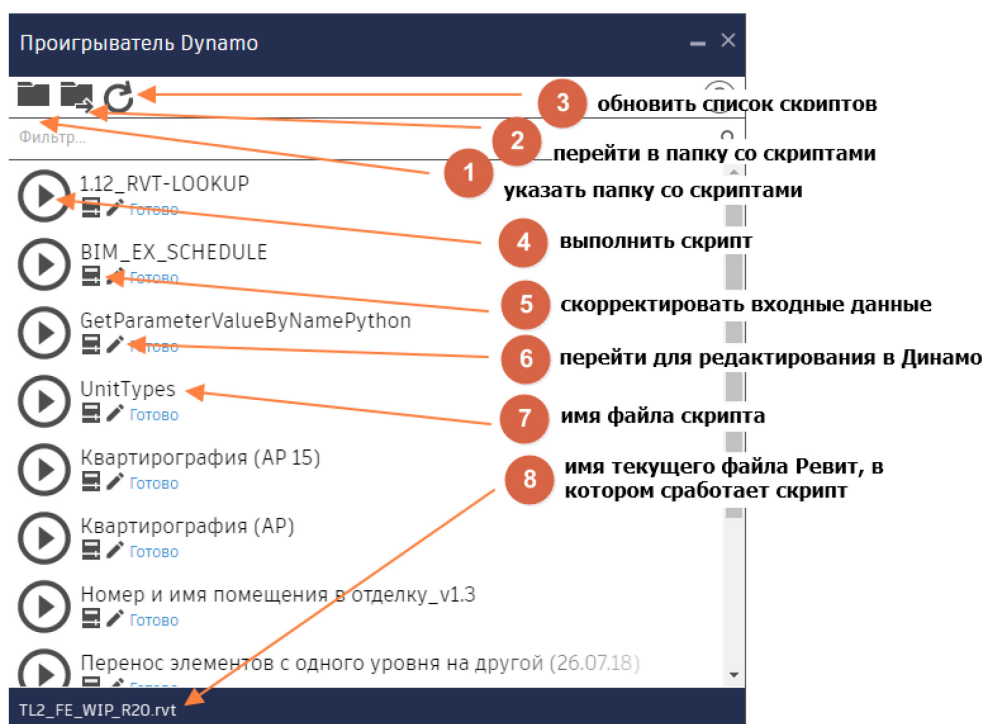 Проигрыватель Dynamo
3 обновить список скриптов
Фильтр...
2 перейти в папку со скриптами
1 указать папку со скриптами
1.12_RVT-LOOKUP
Готово
4 выполнить скрипт
BIM_EX_SCHEDULE
Готово
5 скорректировать входные данные
GetParameterValueByNamePython
Готово
6 перейти для редактирования в Динамо
UnitTypes
Готово
7 имя файла скрипта
Квартирография (АР 15)
Готово
8 имя текущего файла Ревит, в
котором сработает скрипт
Квартирография (АР)
Готово
Номер и имя помещения в отделку_v1.3
Готово
Перенос элементов с одного уровня на другой (26.07.18)
Готово
TL2_FE_WIP_R20.rvt